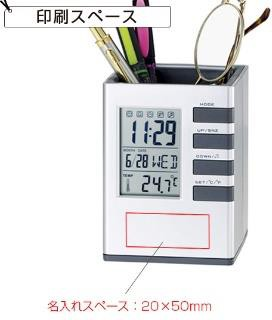 印刷スペース
MODE
UP/SNZ
DOWN/♫
SET/°C/°F
11:29
MONTH DATE
6/28 WED
TEMP
24.7°C
名入れスペース：20×50mm